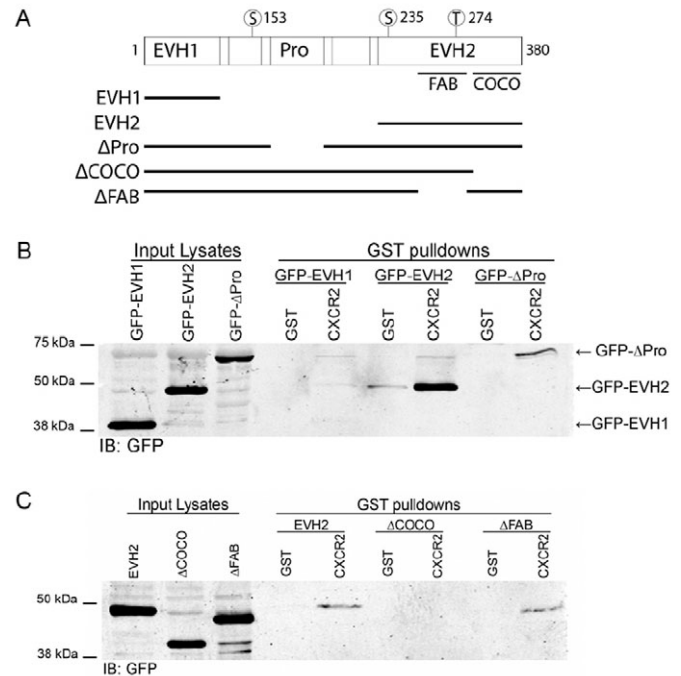 A
S 153 S 235 T 274
1 EVH1 Pro EVH2 380
FAB COCO
EVH1
EVH2
ΔPro
ΔCOCO
ΔFAB
B
Input Lysates GST pulldowns
GFP-EVH1 GFP-EVH2 GFP-ΔPro
GFP-EVH1 GFP-EVH2 GFP-ΔPro
GST CXCR2 GST CXCR2 GST CXCR2
75 kDa
← GFP-ΔPro
50 kDa
←GFP-EVH2
38 kDa
←GFP-EVH1
IB: GFP
C
Input Lysates GST pulldowns
EVH2 ΔCOCO ΔFAB
EVH2 ΔCOCO ΔFAB
GST CXCR2 GST CXCR2 GST CXCR2
50 kDa
38 kDa
IB: GFP